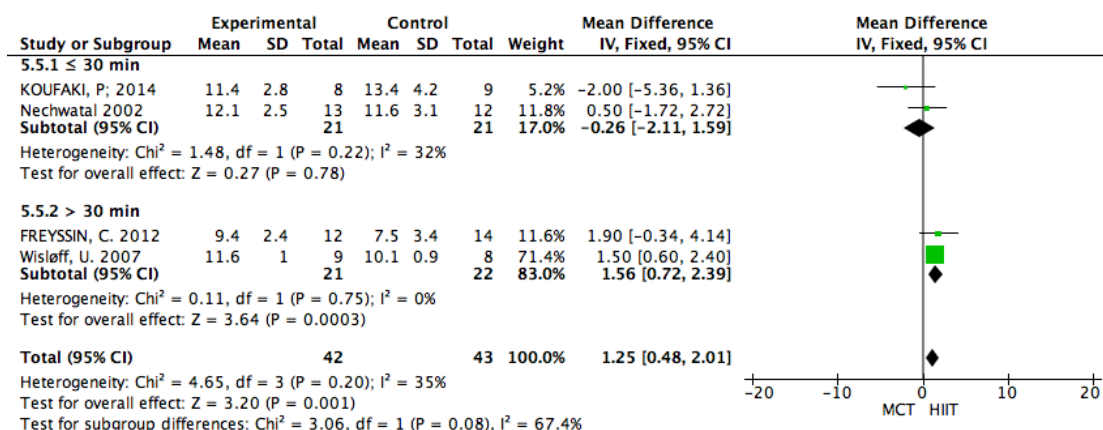 Experimental Control Mean Difference Mean Difference
Study or Subgroup Mean SD Total Mean SD Total Weight IV, Fixed, 95% CI IV, Fixed, 95% CI
5.5.1 ≤ 30 min
KOUFAKI, P; 2014 11.4 2.8 8 13.4 4.2 9 5.2% -2.00 [-5.36, 1.36]
Nechwatal 2002 12.1 2.5 13 11.6 3.1 12 11.8% 0.50 [-1.72, 2.72]
Subtotal (95% CI) 21 21 17.0% -0.26 [-2.11, 1.59]
Heterogeneity: Chi² = 1.48, df = 1 (P = 0.22); I² = 32%
Test for overall effect: Z = 0.27 (P = 0.78)
5.5.2 > 30 min
FREYSSIN, C. 2012 9.4 2.4 12 7.5 3.4 14 11.6% 1.90 [-0.34, 4.14]
Wisløff, U. 2007 11.6 1 9 10.1 0.9 8 71.4% 1.50 [0.60, 2.40]
Subtotal (95% CI) 21 22 83.0% 1.56 [0.72, 2.39]
Heterogeneity: Chi² = 0.11, df = 1 (P = 0.75); I² = 0%
Test for overall effect: Z = 3.64 (P = 0.0003)
Total (95% CI) 42 43 100.0% 1.25 [0.48, 2.01]
Heterogeneity: Chi² = 4.65, df = 3 (P = 0.20); I² = 35%
Test for overall effect: Z = 3.20 (P = 0.001)
Test for subgroup differences: Chi² = 3.06, df = 1 (P = 0.08), I² = 67.4%
-20 -10 0 10 20
MCT HIIT